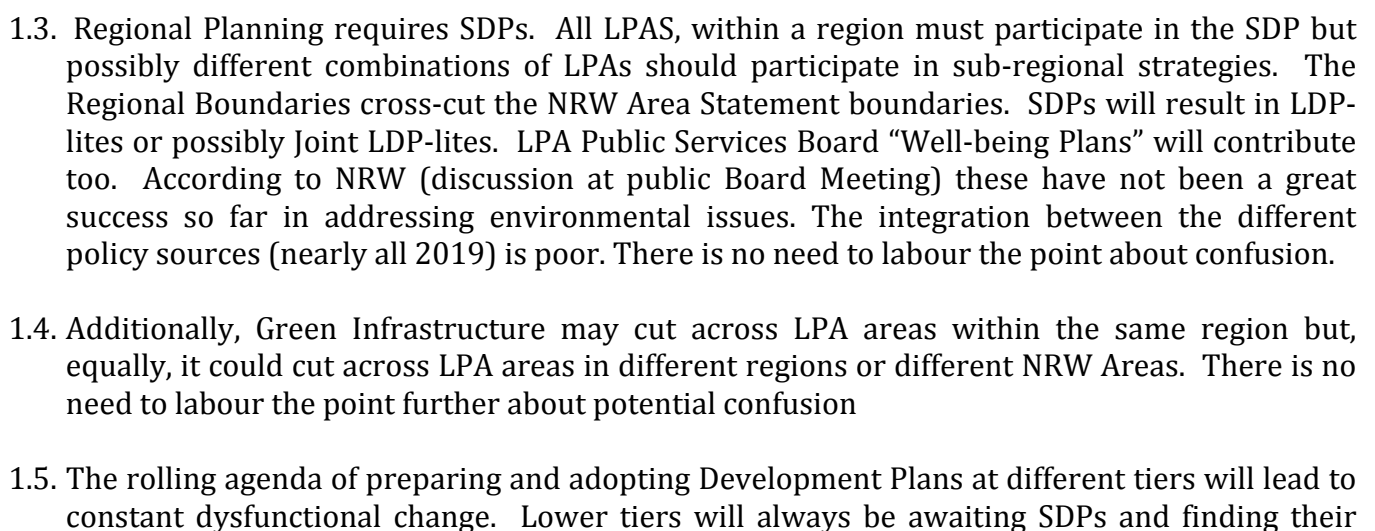 1.3. Regional Planning requires SDPs. All LPAS, within a region must participate in the SDP but
possibly different combinations of LPAs should participate in sub-regional strategies. The
Regional Boundaries cross-cut the NRW Area Statement boundaries. SDPs will result in LDP-
lites or possibly Joint LDP-lites. LPA Public Services Board “Well-being Plans” will contribute
too. According to NRW (discussion at public Board Meeting) these have not been a great
success so far in addressing environmental issues. The integration between the different
policy sources (nearly all 2019) is poor. There is no need to labour the point about confusion.
1.4. Additionally, Green Infrastructure may cut across LPA areas within the same region but,
equally, it could cut across LPA areas in different regions or different NRW Areas. There is no
need to labour the point further about potential confusion
1.5. The rolling agenda of preparing and adopting Development Plans at different tiers will lead to
constant dysfunctional change. Lower tiers will always be awaiting SDPs and finding their